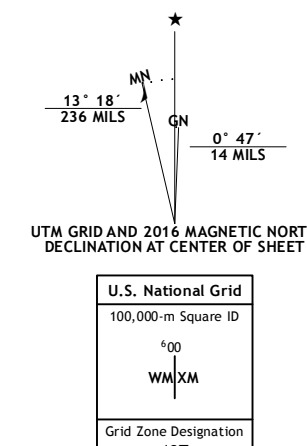 ★
MN
13° 18´
236 MILS
GN
0° 47´
14 MILS
UTM GRID AND 2016 MAGNETIC NORT
DECLINATION AT CENTER OF SHEET
U.S. National Grid
100,000-m Square ID
⁶00
WM XM
Grid Zone Designation